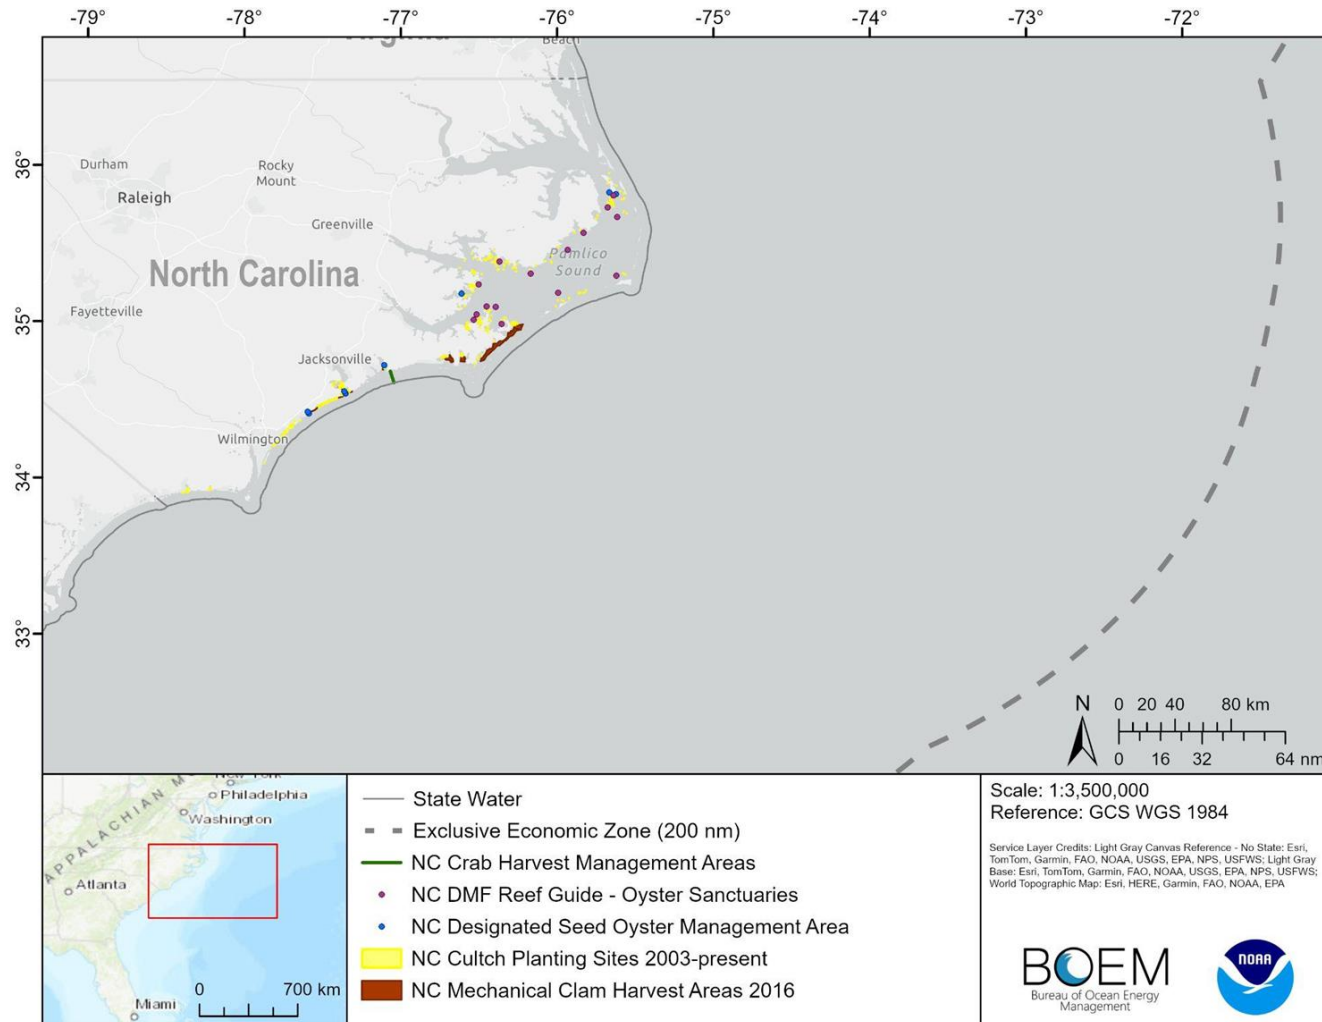 -79° -78° -77° -76° -75° -74° -73° -72°
Virginia
Beach
36°
Durham
Rocky
Mount
Raleigh
Greenville
Pamlico
Sound
North Carolina
35°
Fayetteville
Jacksonville
Wilmington
34°
33°
N
0 20 40 80 km
0 16 32 64 nm
New York
Philadelphia
Washington
APPALACHIAN M
Atlanta
Miami
0 700 km
State Water
Exclusive Economic Zone (200 nm)
NC Crab Harvest Management Areas
NC DMF Reef Guide - Oyster Sanctuaries
NC Designated Seed Oyster Management Area
NC Cultch Planting Sites 2003-present
NC Mechanical Clam Harvest Areas 2016
Scale: 1:3,500,000
Reference: GCS WGS 1984
Service Layer Credits: Light Gray Canvas Reference - No State: Esri,
TomTom, Garmin, FAO, NOAA, USGS, EPA, NPS, USFWS; Light Gray
Base: Esri, TomTom, Garmin, FAO, NOAA, USGS, EPA, NPS, USFWS;
World Topographic Map: Esri, HERE, Garmin, FAO, NOAA, EPA
BOEM
Bureau of Ocean Energy
Management
NOAA